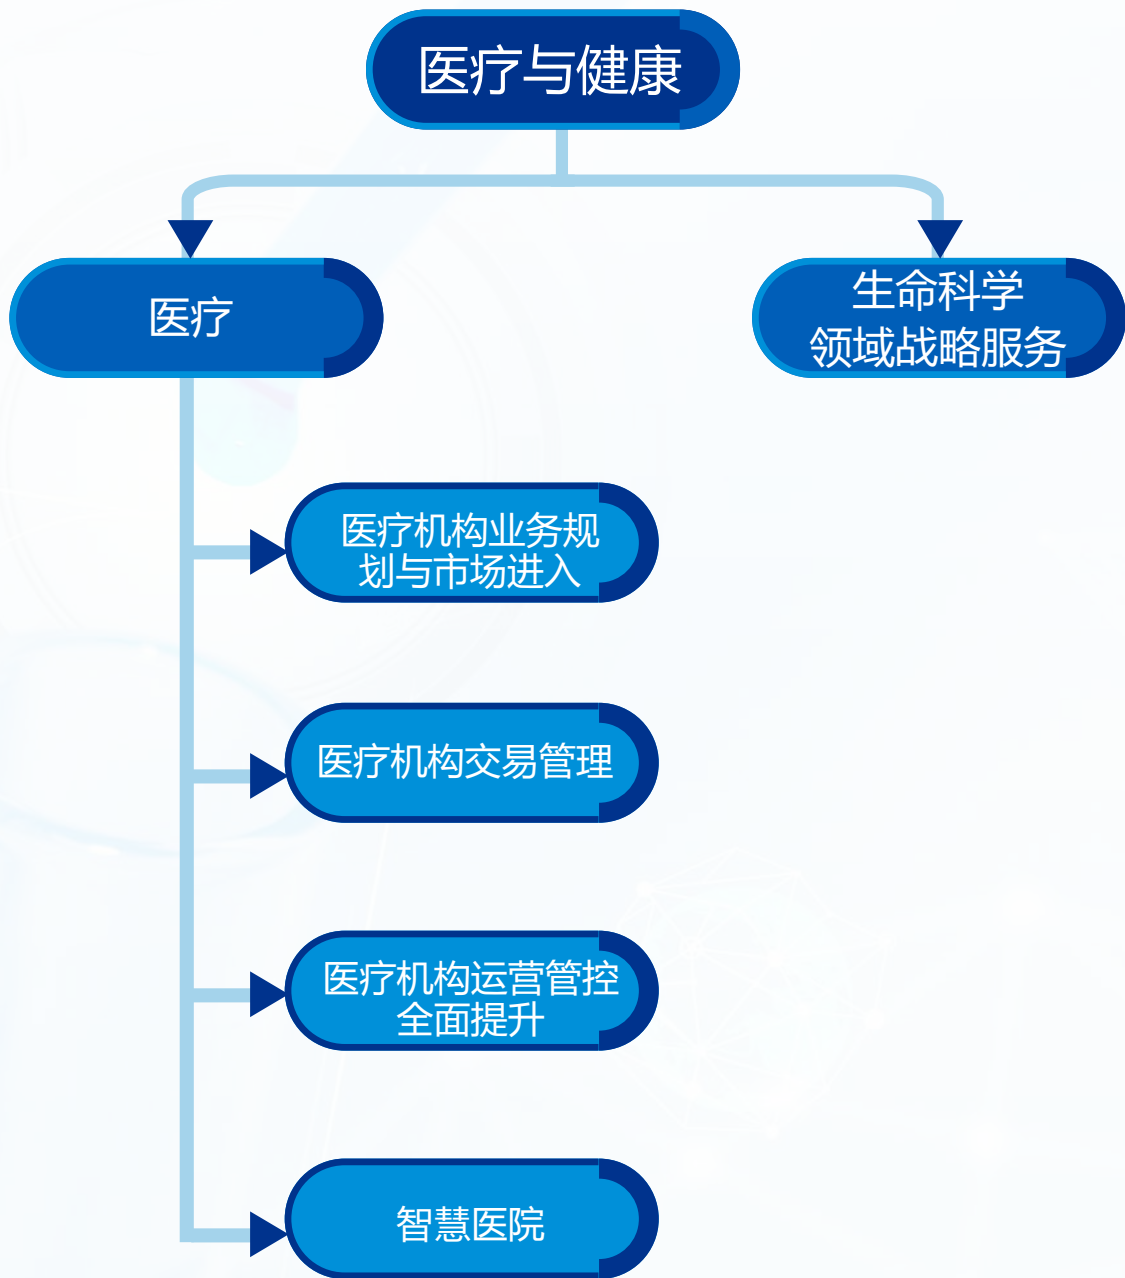 医疗与健康
医疗
生命科学
领域战略服务
医疗机构业务规
划与市场进入
医疗机构交易管理
医疗机构运营管控
全面提升
智慧医院